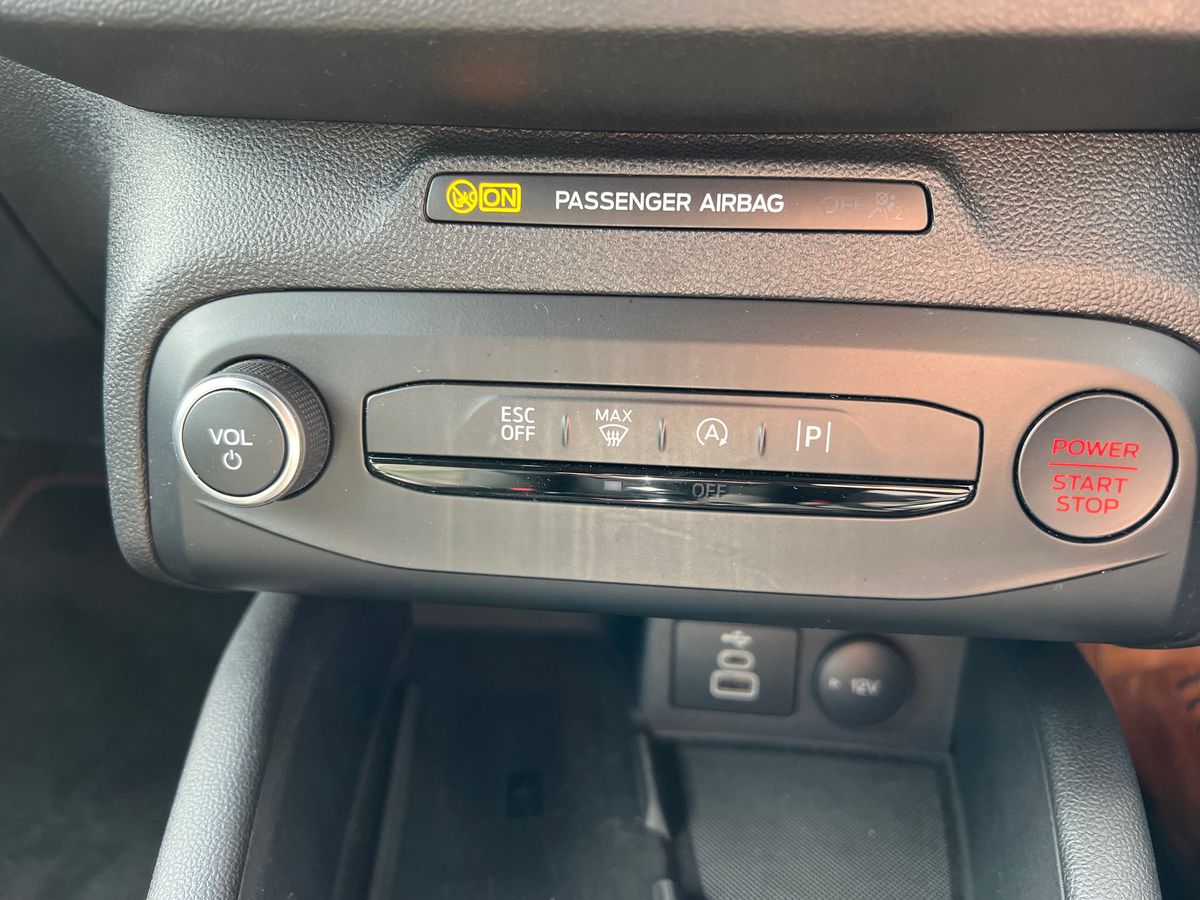 ON PASSENGER AIRBAG OFF
VOL
ESC
OFF
MAX
A
P
POWER
START
STOP
OFF
12V